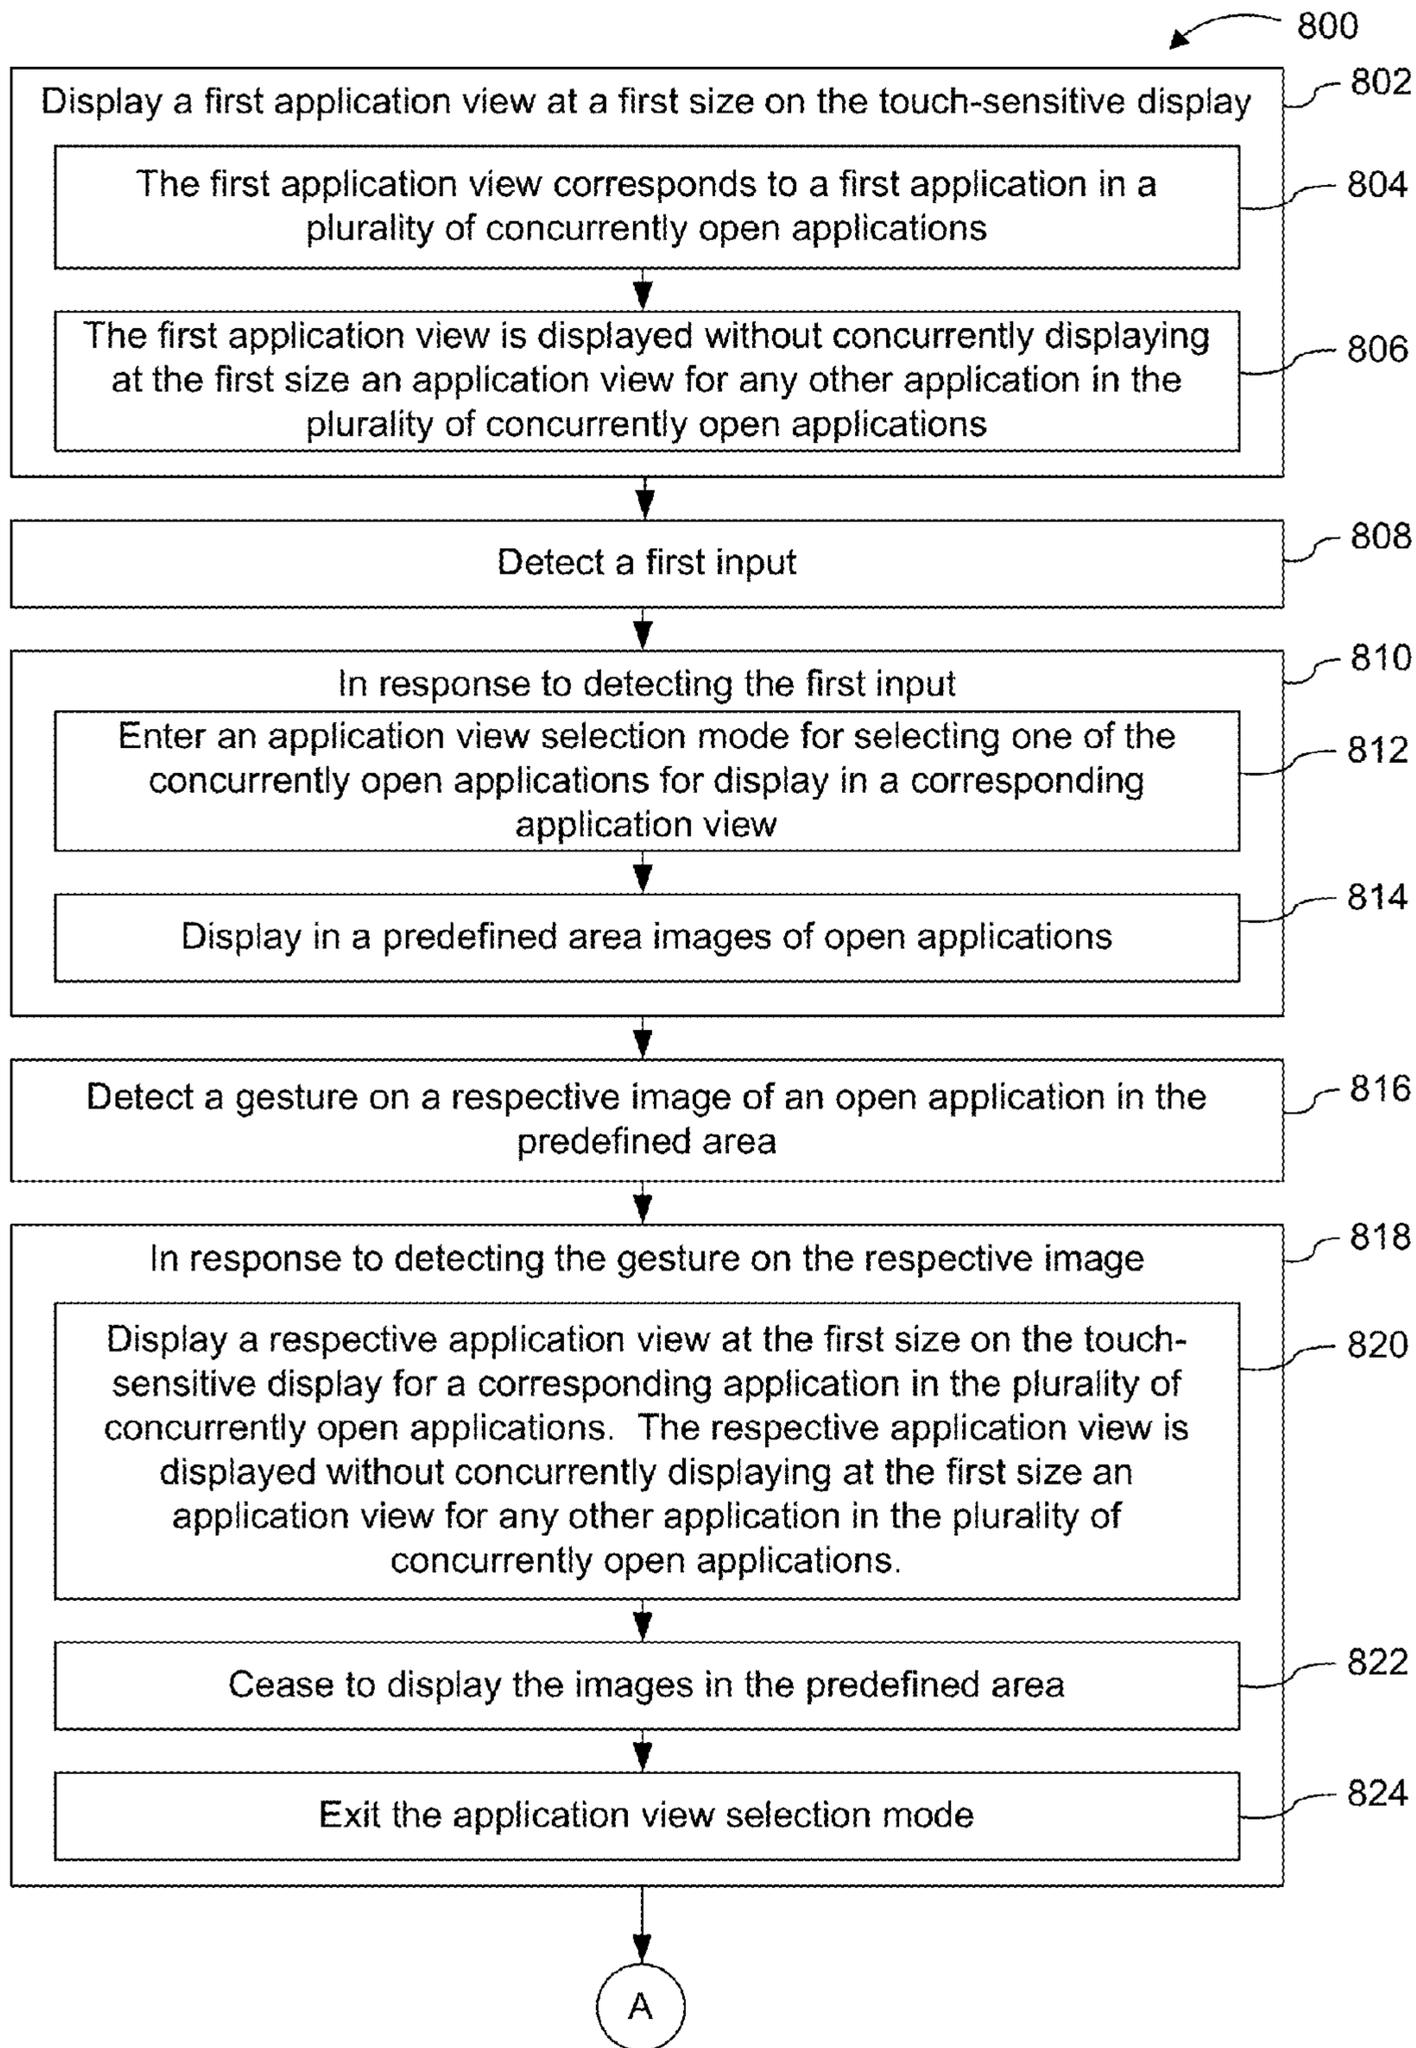 800
802
Display a first application view at a first size on the touch-sensitive display
804
The first application view corresponds to a first application in a
plurality of concurrently open applications
806
The first application view is displayed without concurrently displaying
at the first size an application view for any other application in the
plurality of concurrently open applications
808
Detect a first input
810
In response to detecting the first input
812
Enter an application view selection mode for selecting one of the
concurrently open applications for display in a corresponding
application view
814
Display in a predefined area images of open applications
816
Detect a gesture on a respective image of an open application in the
predefined area
818
In response to detecting the gesture on the respective image
820
Display a respective application view at the first size on the touch-
sensitive display for a corresponding application in the plurality of
concurrently open applications.  The respective application view is
displayed without concurrently displaying at the first size an
application view for any other application in the plurality of
concurrently open applications.
822
Cease to display the images in the predefined area
824
Exit the application view selection mode
A